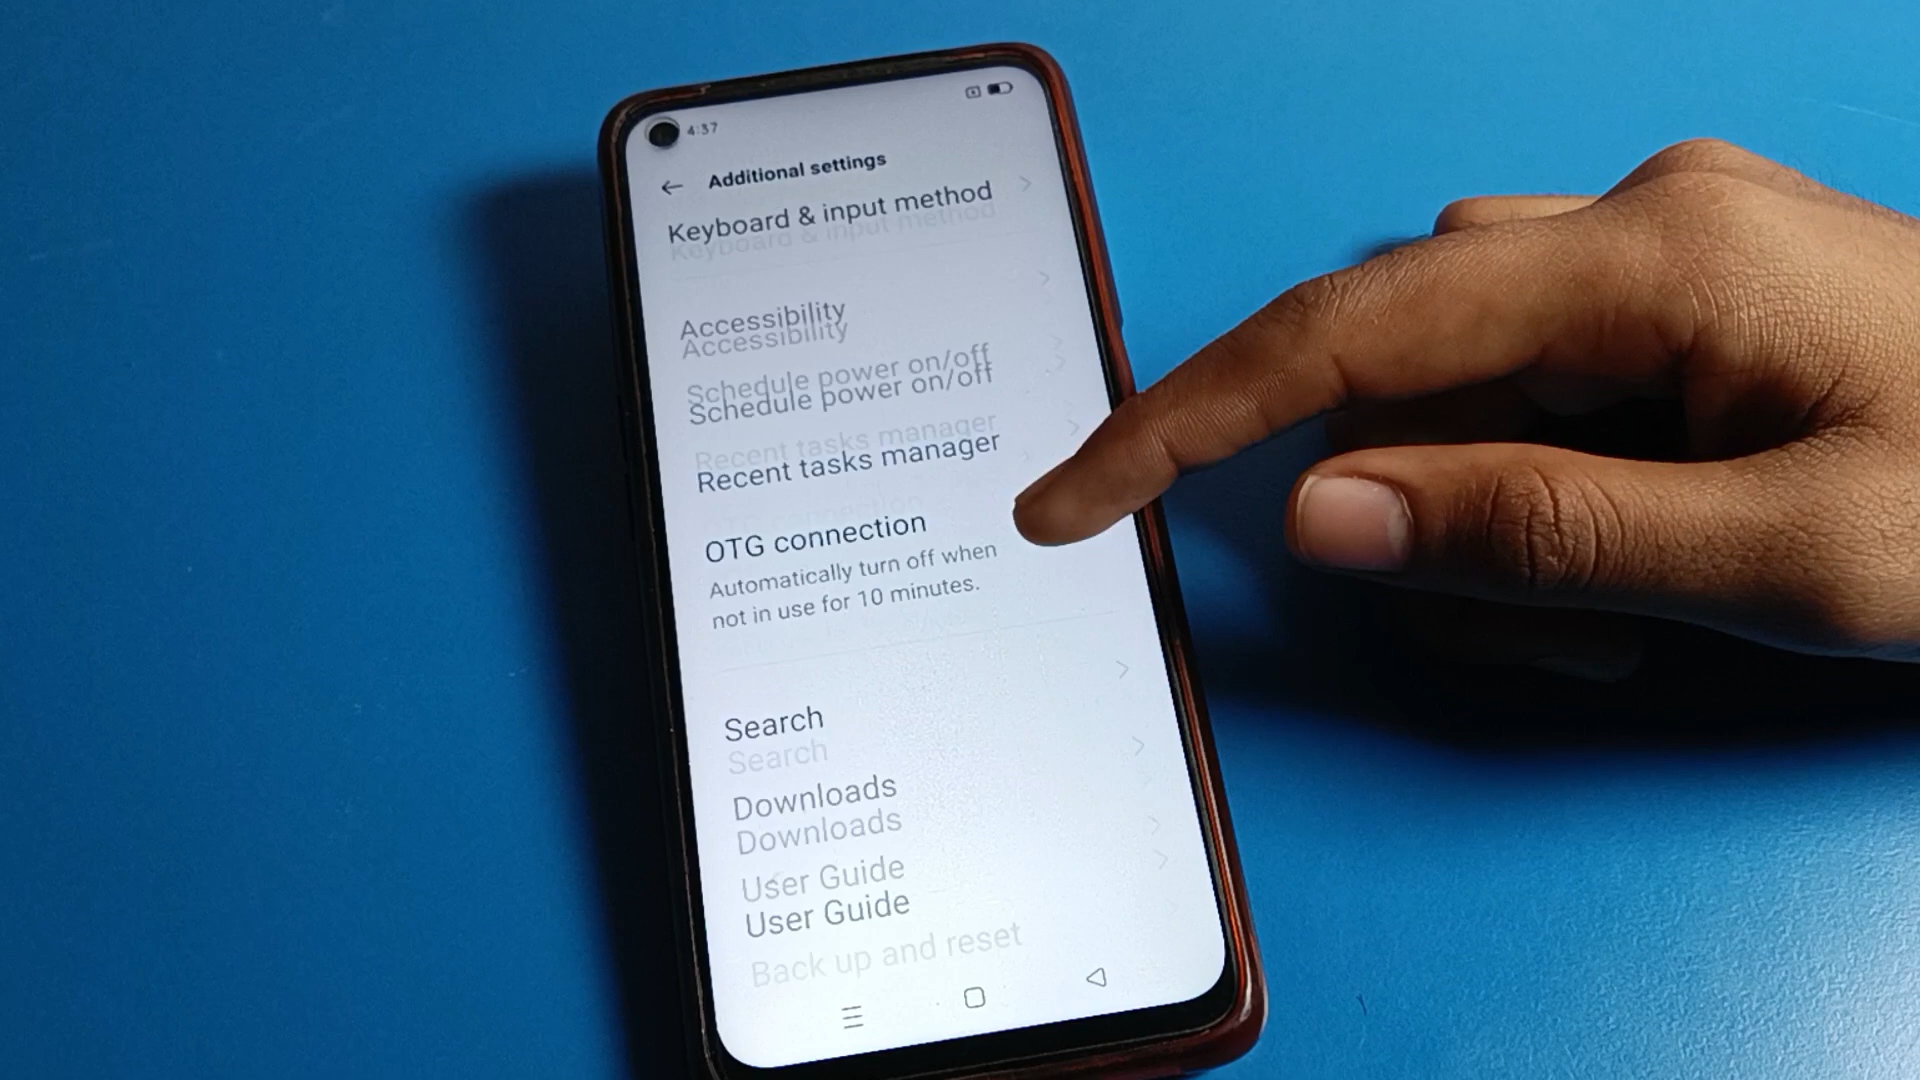 4:37
Additional settings
Keyboard & input method
Keyboard & input method
Accessibility
Accessibility
Schedule power on/off
Schedule power on/off
Recent tasks manager
Recent tasks manager
OTG connection
OTG connection
Automatically turn off when
not in use for 10 minutes.
Search
Search
Downloads
Downloads
User Guide
User Guide
Back up and reset